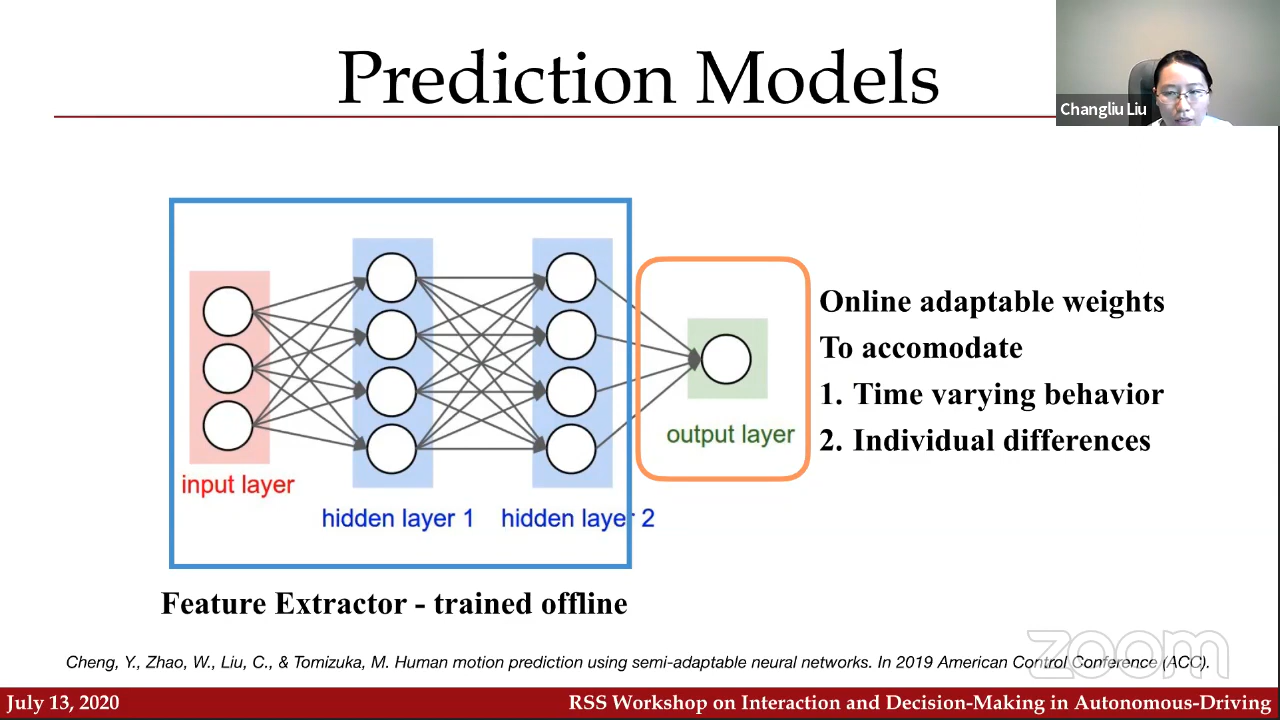 Prediction Models
Changliu Liu
Online adaptable weights
To accomodate
1. Time varying behavior
2. Individual differences
output layer
input layer
hidden layer 1
hidden layer 2
Feature Extractor - trained offline
zoom
Cheng, Y., Zhao, W., Liu, C., & Tomizuka, M. Human motion prediction using semi-adaptable neural networks. In 2019 American Control Conference (ACC).
July 13, 2020
RSS Workshop on Interaction and Decision-Making in Autonomous-Driving